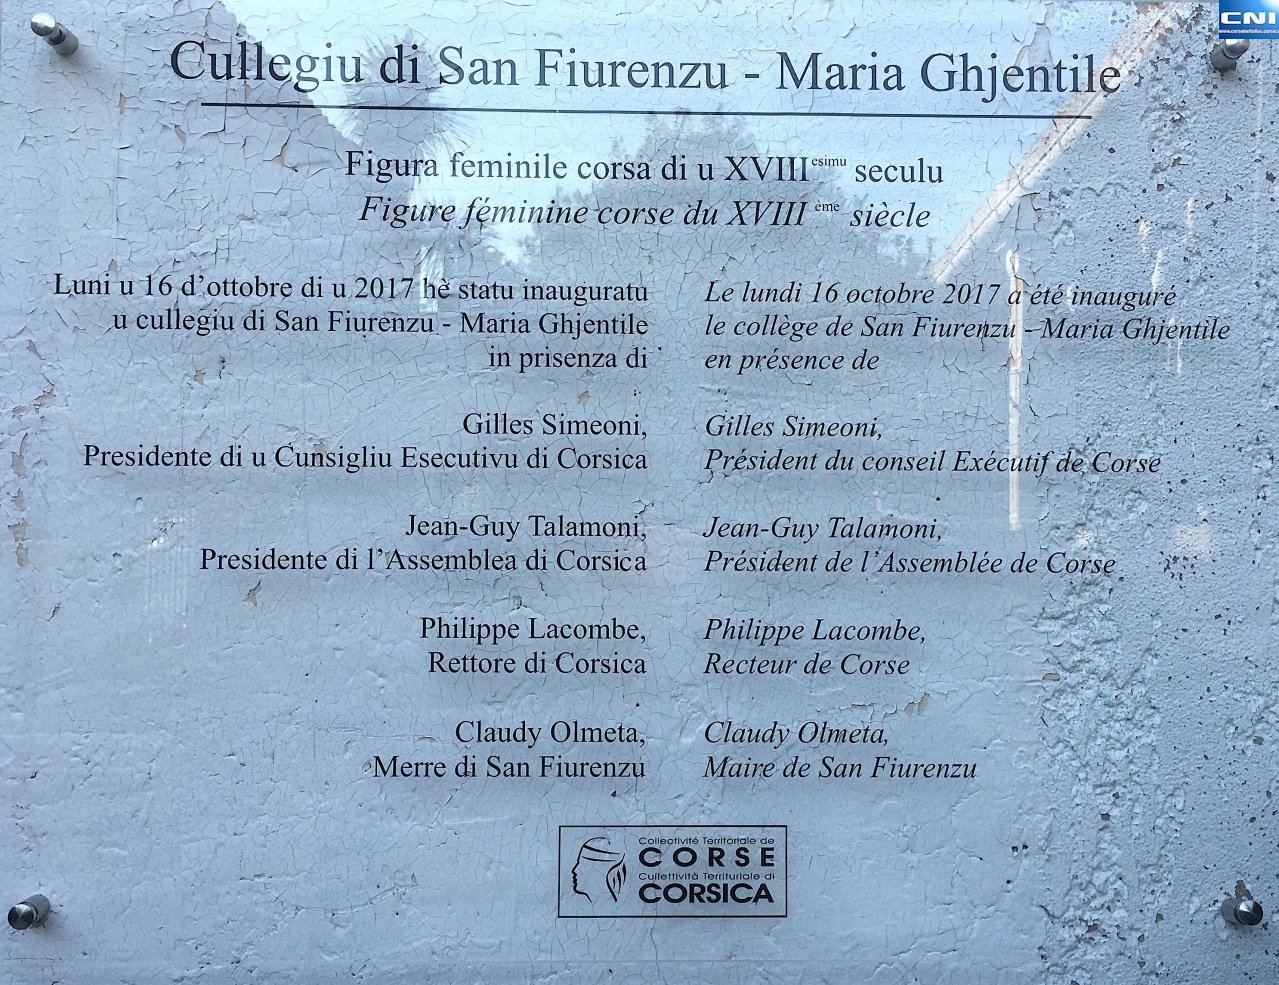 CNI
Cullegiu di San Fiurenzu - Maria Ghjentile
Figura feminile corsa di u XVIIIesimu seculu
Figure féminine corse du XVIII ème siècle
Luni u 16 d'ottobre di u 2017 hè statu inauguratu
u cullegiu di San Fiurenzu - Maria Ghjentile
in prisenza di
Gilles Simeoni,
Presidente di u Cunsigliu Esecutivu di Corsica
Jean-Guy Talamoni,
Presidente di l'Assemblea di Corsica
Philippe Lacombe,
Rettore di Corsica
Claudy Olmeta,
Merre di San Fiurenzu
Le lundi 16 octobre 2017 a été inauguré
le collège de San Fiurenzu - Maria Ghjentile
en présence de
Gilles Simeoni,
Président du conseil Exécutif de Corse
Jean-Guy Talamoni,
Président de l'Assemblée de Corse
Philippe Lacombe,
Recteur de Corse
Claudy Olmeta,
Maire de San Fiurenzu
Collectivité Territoriale de
CORSE
Cullettività Territuriale di
CORSICA